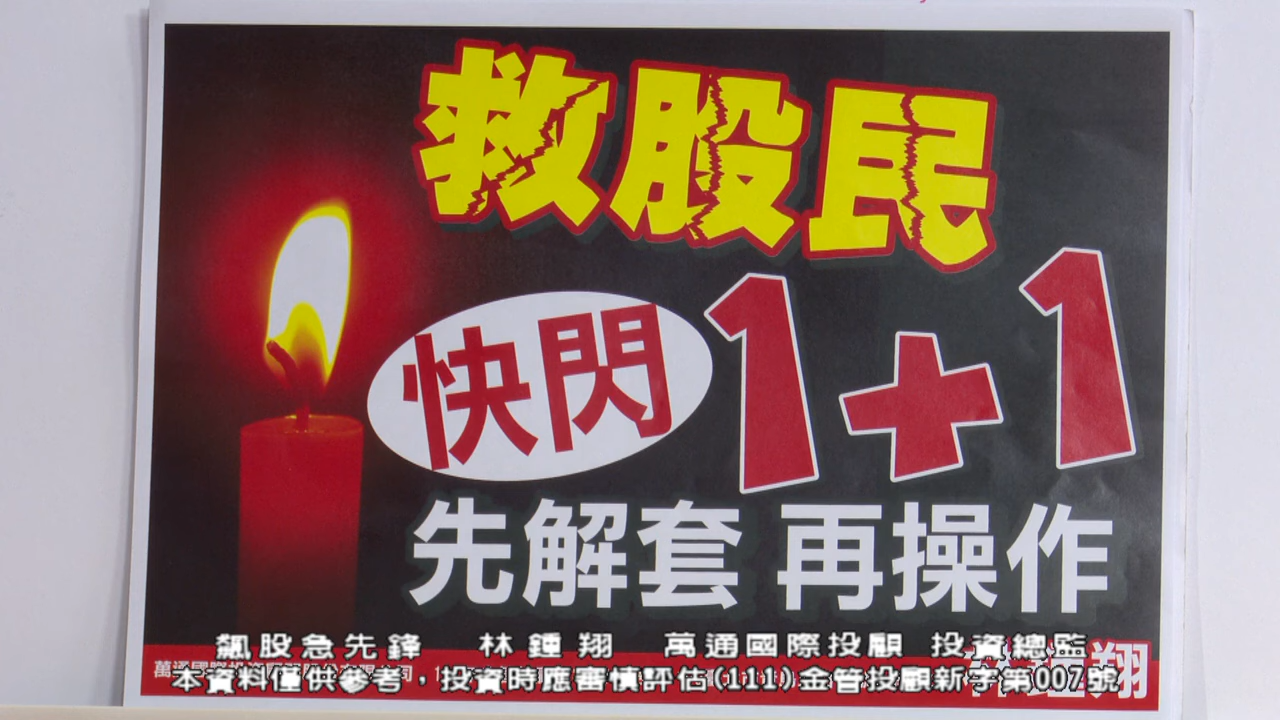 救股民
快閃 1+1
先解套 再操作
飆股急先鋒 林鍾翔 萬通國際投顧 投資總監
本資料僅供參考，投資時應審慎評估(111)金管投顧新字第007號
翔